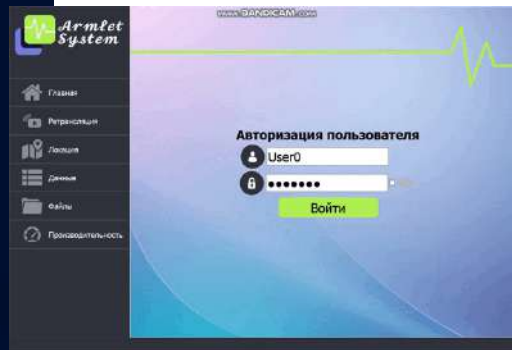 www.BANDICAM.com
Armlet
System
Главная
Ретрансляция
Локация
Данные
Файлы
Производительность
Авторизация пользователя
User0
•••••••
Войти